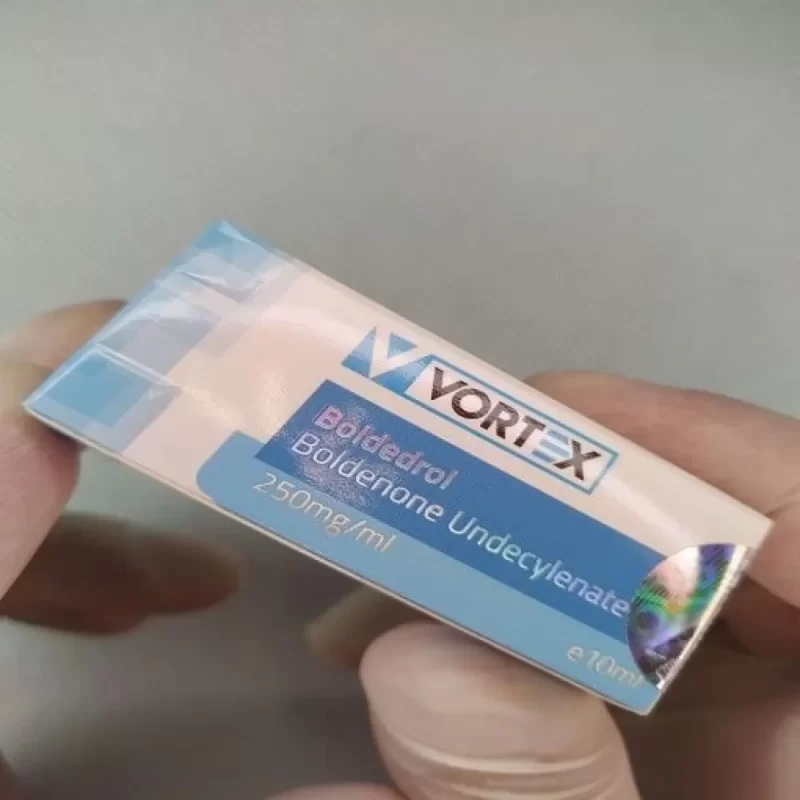 VORTEX
Boldedrol
Boldenone Undecylenate
250mg/ml
e10ml